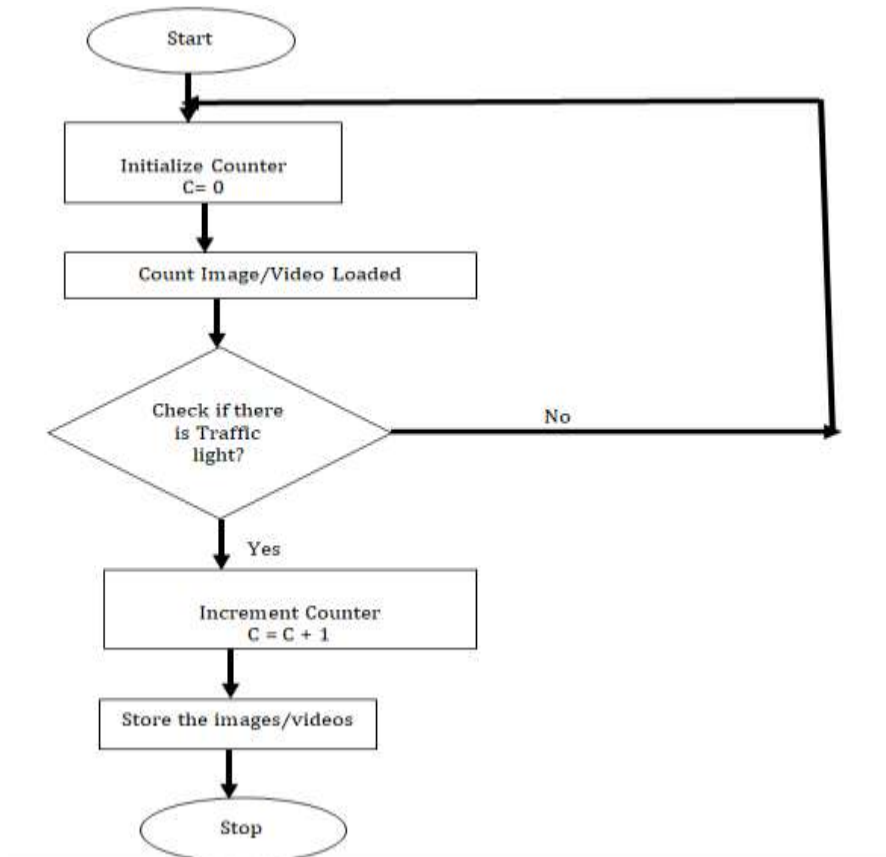 Start
Initialize Counter
C= 0
Count Image/Video Loaded
Check if there
is Traffic
light?
No
Yes
Increment Counter
C = C + 1
Store the images/videos
Stop